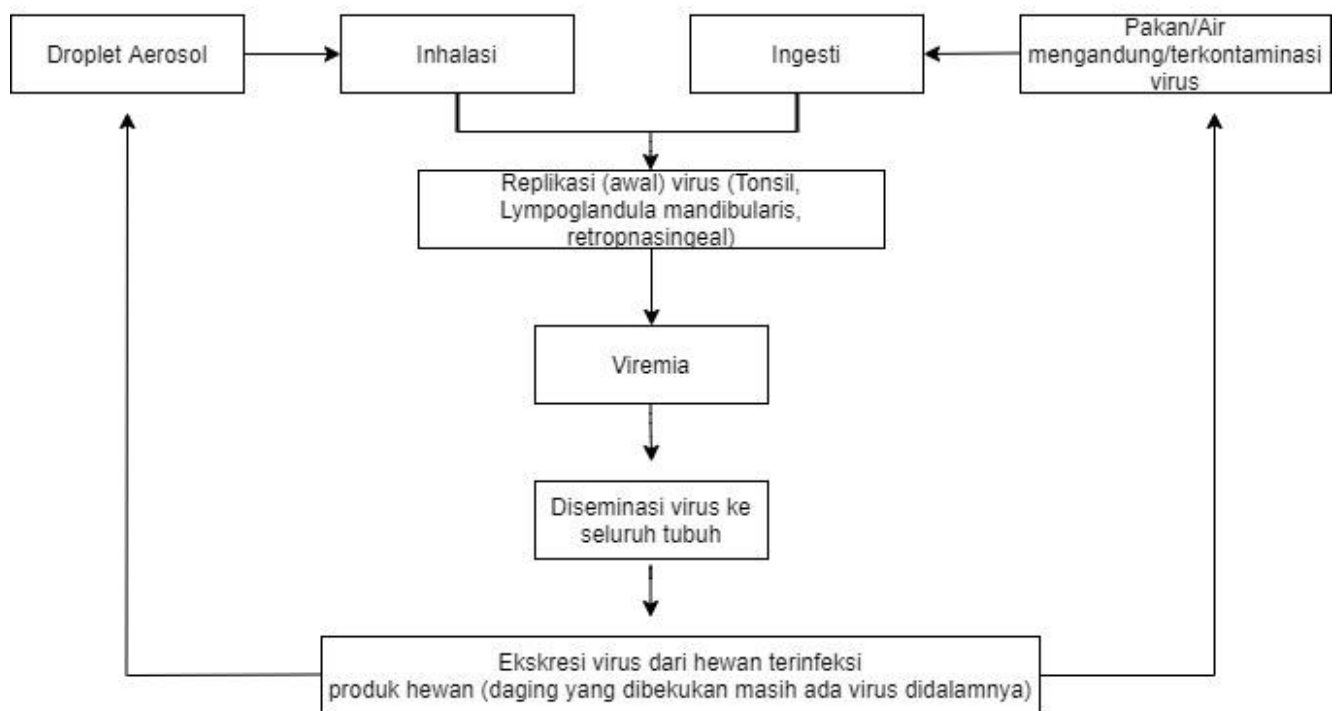 Droplet Aerosol
Inhalasi
Ingesti
Pakan/Air
mengandung/terkontaminasi
virus
Replikasi (awal) virus (Tonsil,
Lympoglandula mandibularis,
retropnasingeal)
Viremia
Diseminasi virus ke
seluruh tubuh
Ekskresi virus dari hewan terinfeksi
produk hewan (daging yang dibekukan masih ada virus didalamnya)